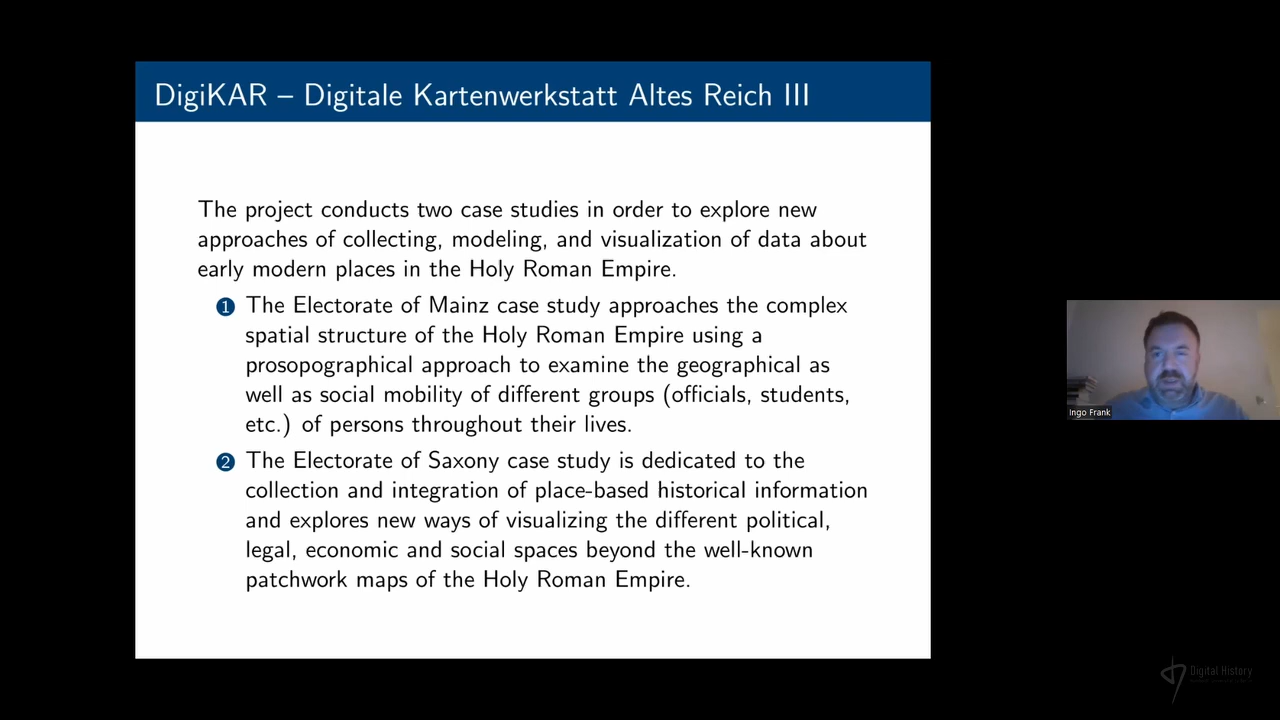 DigiKAR – Digitale Kartenwerkstatt Altes Reich III
The project conducts two case studies in order to explore new
approaches of collecting, modeling, and visualization of data about
early modern places in the Holy Roman Empire.
1 The Electorate of Mainz case study approaches the complex
spatial structure of the Holy Roman Empire using a
prosopographical approach to examine the geographical as
well as social mobility of different groups (officials, students,
etc.) of persons throughout their lives.
2 The Electorate of Saxony case study is dedicated to the
collection and integration of place-based historical information
and explores new ways of visualizing the different political,
legal, economic and social spaces beyond the well-known
patchwork maps of the Holy Roman Empire.
Ingo Frank
Digital History